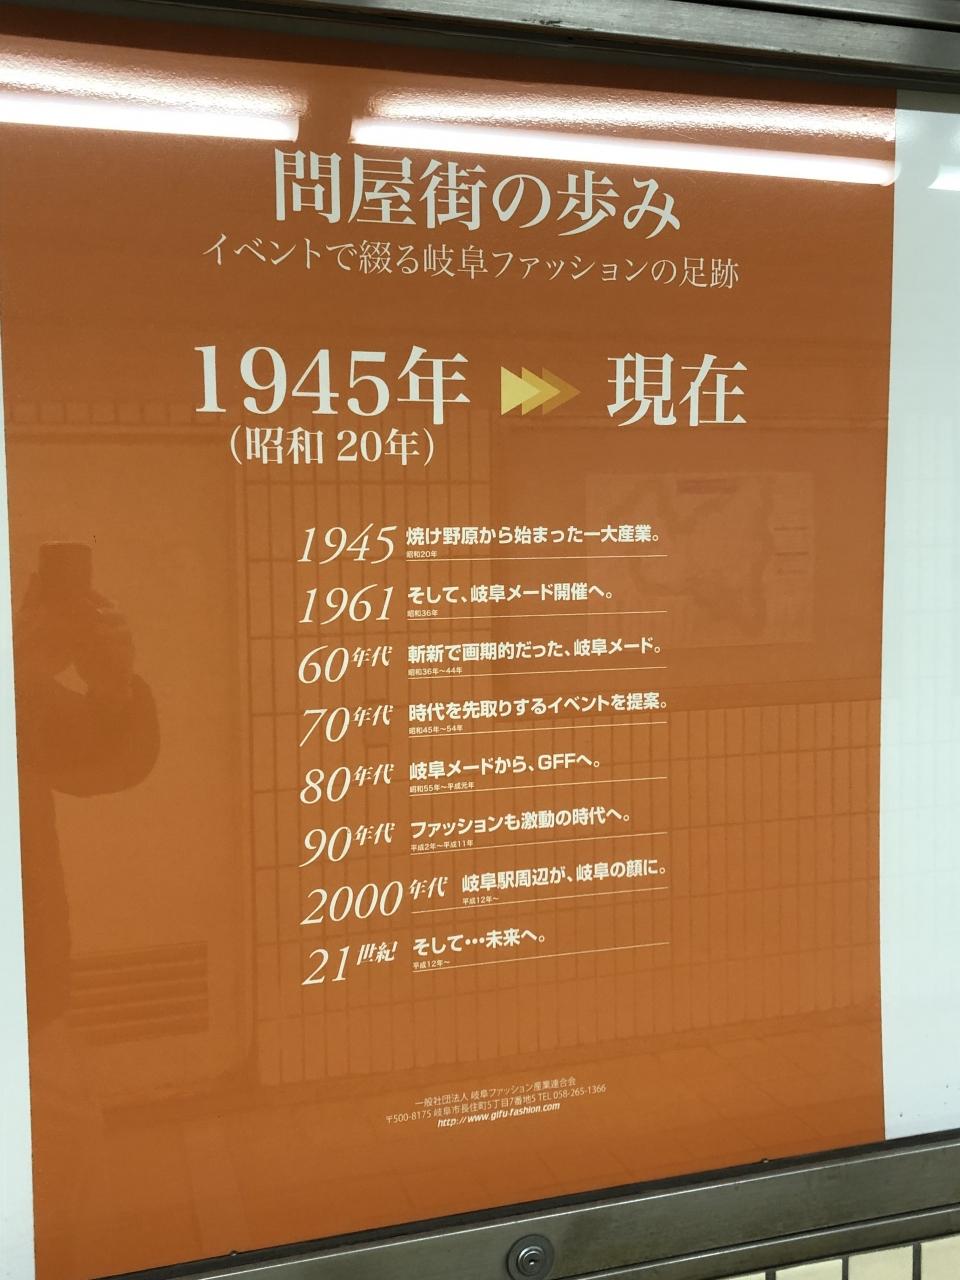 問屋街の歩み
イベントで綴る岐阜ファッションの足跡
1945年 現在
(昭和 20年)
1945 焼け野原から始まった一大産業。
昭和20年
1961 そして、岐阜メード開催へ。
昭和36年
60年代 斬新で画期的だった、岐阜メード。
昭和36年〜44年
70年代 時代を先取りするイベントを提案。
昭和45年〜54年
80年代 岐阜メードから、GFFへ。
昭和55年〜平成元年
90年代 ファッションも激動の時代へ。
平成2年〜平成11年
2000年代 岐阜駅周辺が、岐阜の顔に。
平成12年〜
21世紀 そして…未来へ。
平成12年〜
一般社団法人 岐阜ファッション産業連合会
〒500-8175 岐阜市長住町5丁目7番地5 TEL 058-265-1366
http://www.gifu-fashion.com